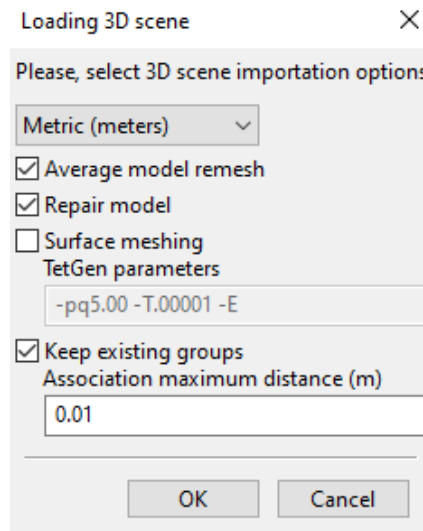 Loading 3D scene
Please, select 3D scene importation options
Metric (meters)
Average model remesh
Repair model
Surface meshing
TetGen parameters
-pq5.00 -T.00001 -E
Keep existing groups
Association maximum distance (m)
0.01
OK Cancel